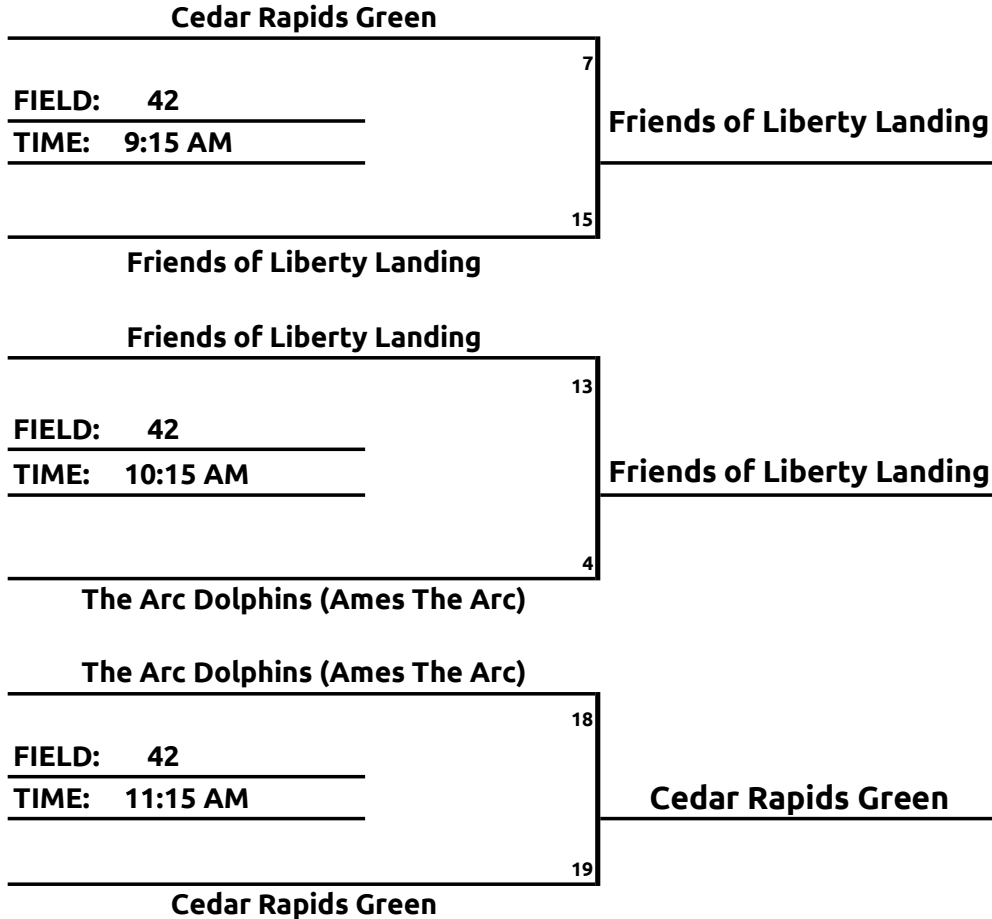 Cedar Rapids Green
7
FIELD: 42
Friends of Liberty Landing
TIME: 9:15 AM
15
Friends of Liberty Landing
Friends of Liberty Landing
13
FIELD: 42
TIME: 10:15 AM
Friends of Liberty Landing
4
The Arc Dolphins (Ames The Arc)
The Arc Dolphins (Ames The Arc)
18
FIELD: 42
TIME: 11:15 AM
Cedar Rapids Green
19
Cedar Rapids Green